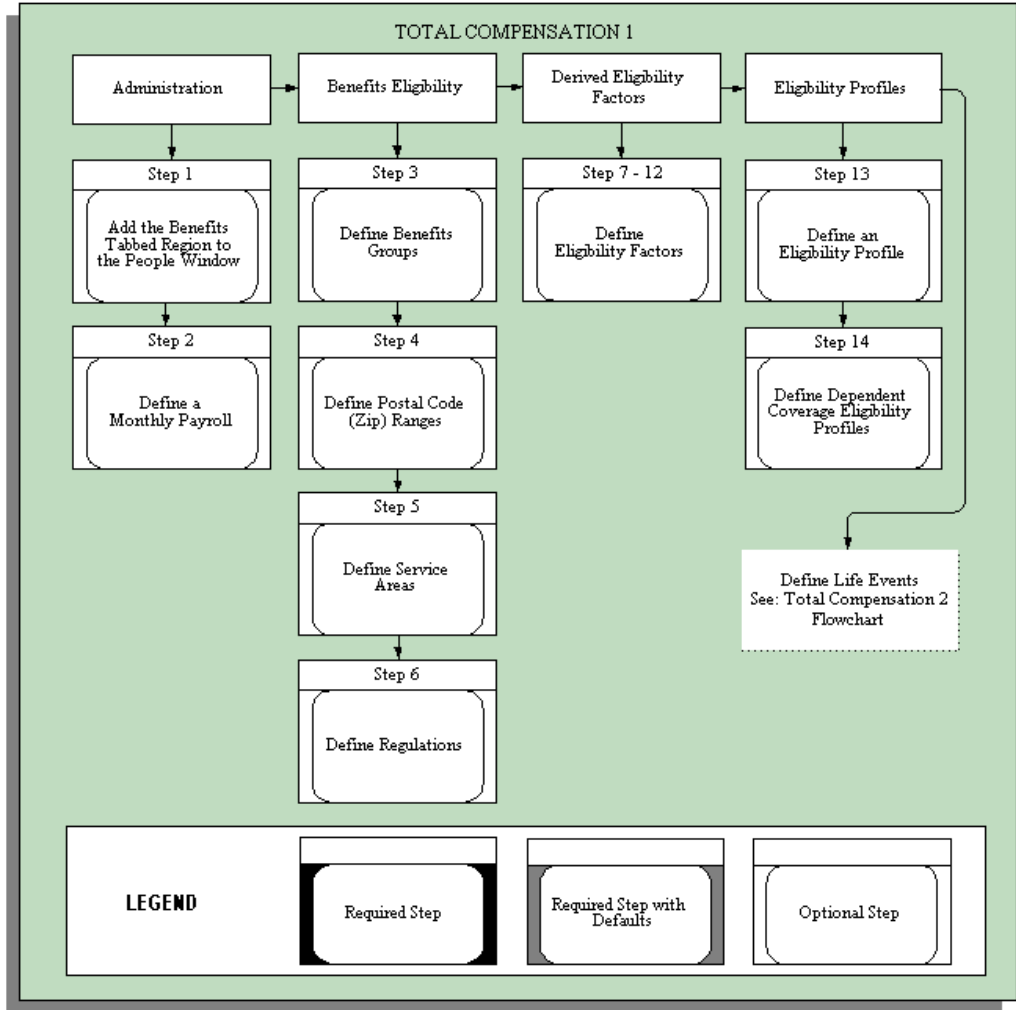 TOTAL COMPENSATION 1
Administration
Benefits Eligibility
Derived Eligibility
Factors
Eligibility Profiles
Step 1
Add the Benefits
Tabbed Region to
the People Window
Step 2
Define a
Monthly Payroll
Step 3
Define Benefits
Groups
Step 4
Define Postal Code
(Zip) Ranges
Step 5
Define Service
Areas
Step 6
Define Regulations
Step 7 - 12
Define
Eligibility Factors
Step 13
Define an
Eligibility Profile
Step 14
Define Dependent
Coverage Eligibility
Profiles
Define Life Events
See: Total Compensation 2
Flowchart
LEGEND
Required Step
Required Step with
Defaults
Optional Step